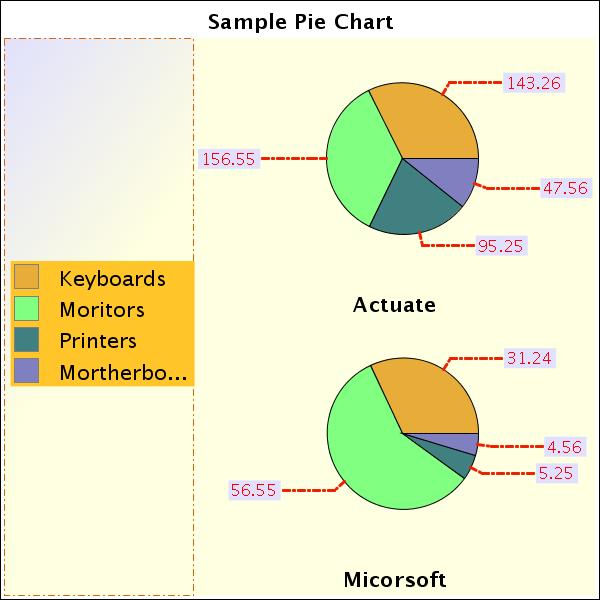 Sample Pie Chart
143.26
156.55
47.56
95.25
Keyboards
Moritors
Printers
Mortherbo...
Actuate
31.24
4.56
5.25
56.55
Micorsoft